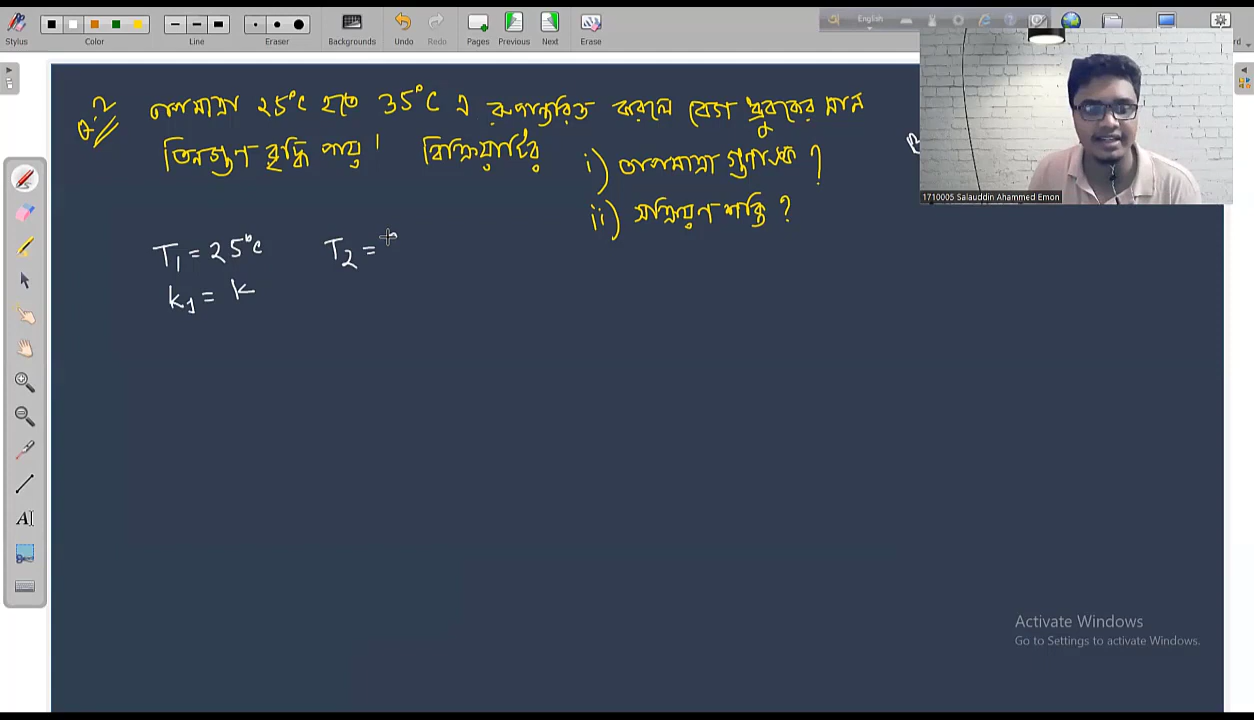 Stylus
Color
Line
Eraser
Backgrounds
Undo
Redo
Pages
Previous
Next
Erase
English
Q:?
তাপমাত্রা 25°C হতে 35°C এ রূপান্তরিত করলে বেগ ধ্রুবকের মান
তিনগুণ বৃদ্ধি পায়। বিক্রিয়াটির
i) তাপমাত্রা গুণাঙ্ক?
ii) সক্রিয়ণ শক্তি?
T₁ = 25°C T₂ =
k₁ = k
1710005 Salauddin Ahammed Emon
Activate Windows
Go to Settings to activate Windows.